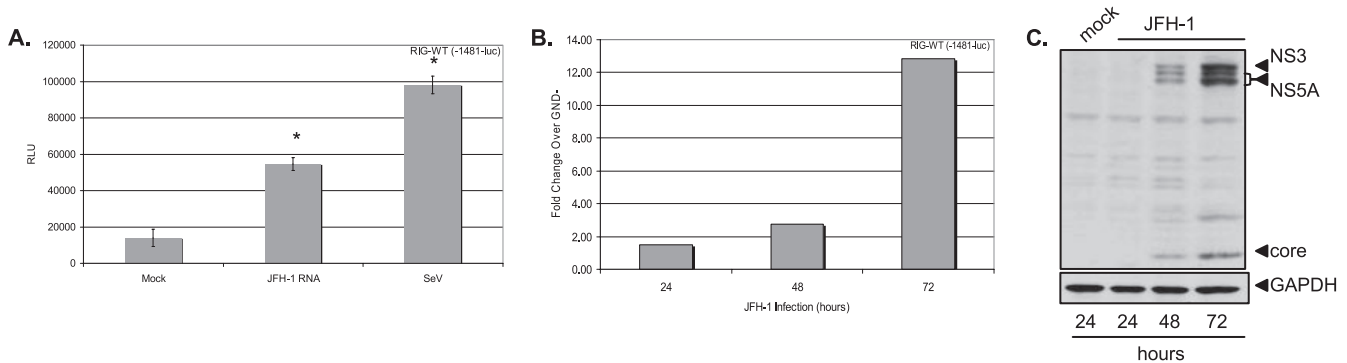 A.
RIG-WT (-1481-luc)
120000
100000
80000
60000
40000
20000
0
RLU
*
*
Mock
JFH-1 RNA
SeV
B.
RIG-WT (-1481-luc)
14.00
12.00
10.00
8.00
6.00
4.00
2.00
0.00
Fold Change Over GND-
24
48
72
JFH-1 Infection (hours)
C.
mock
JFH-1
NS3
NS5A
core
GAPDH
24 24 48 72
hours